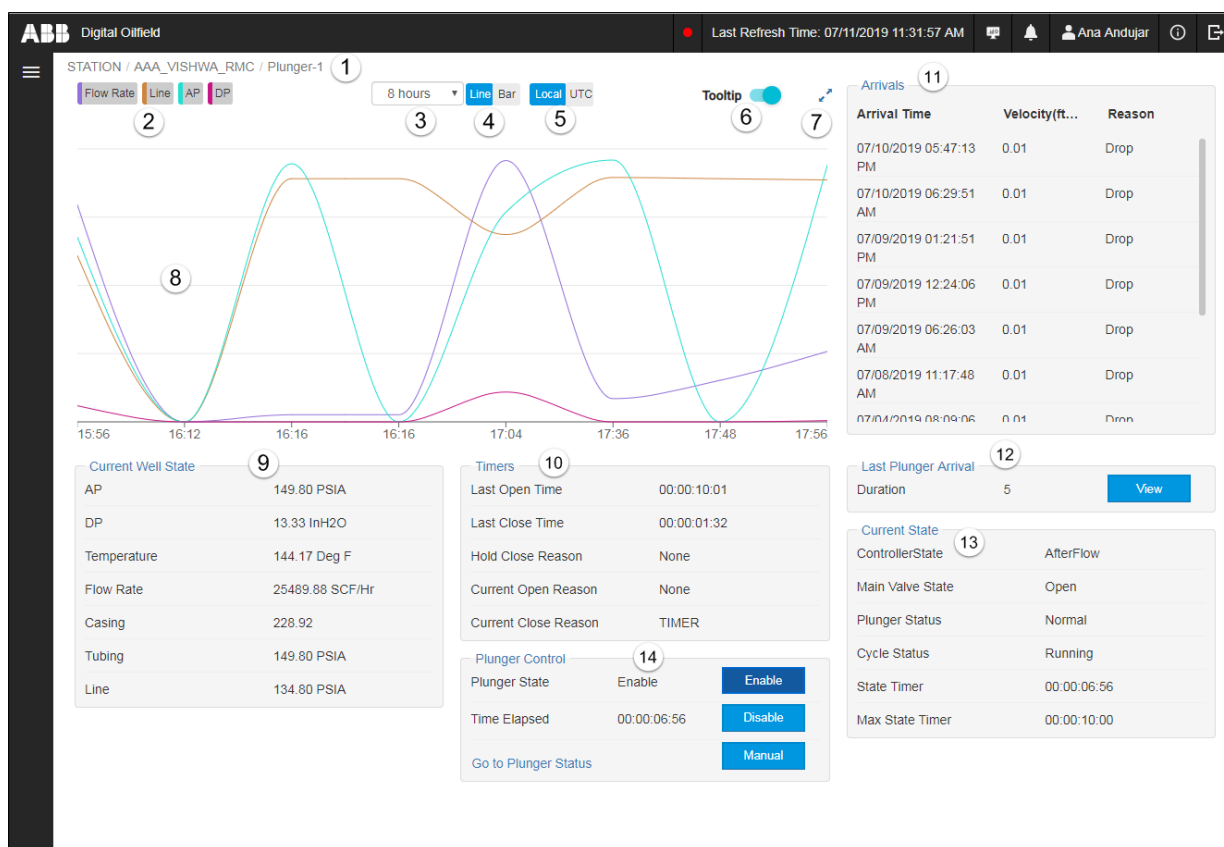 ABB Digital Oilfield
Last Refresh Time: 07/11/2019 11:31:57 AM
Ana Andujar
STATION / AAA_VISHWA_RMC / Plunger-1
1
Flow Rate Line AP DP
8 hours Line Bar Local UTC Tooltip
2 3 4 5 6 7
8
15:56 16:12 16:16 16:16 17:04 17:36 17:48 17:56
Arrivals 11
Arrival Time Velocity(ft... Reason
07/10/2019 05:47:13 0.01 Drop
PM
07/10/2019 06:29:51 0.01 Drop
AM
07/09/2019 01:21:51 0.01 Drop
PM
07/09/2019 12:24:06 0.01 Drop
PM
07/09/2019 06:26:03 0.01 Drop
AM
07/08/2019 11:17:48 0.01 Drop
AM
07/04/2019 08:09:06 0.01 Drop
Current Well State 9
AP 149.80 PSIA
DP 13.33 InH2O
Temperature 144.17 Deg F
Flow Rate 25489.88 SCF/Hr
Casing 228.92
Tubing 149.80 PSIA
Line 134.80 PSIA
Timers 10
Last Open Time 00:00:10:01
Last Close Time 00:00:01:32
Hold Close Reason None
Current Open Reason None
Current Close Reason TIMER
Plunger Control 14
Plunger State Enable Enable
Time Elapsed 00:00:06:56 Disable
Go to Plunger Status Manual
Last Plunger Arrival 12
Duration 5 View
Current State 13
ControllerState AfterFlow
Main Valve State Open
Plunger Status Normal
Cycle Status Running
State Timer 00:00:06:56
Max State Timer 00:00:10:00